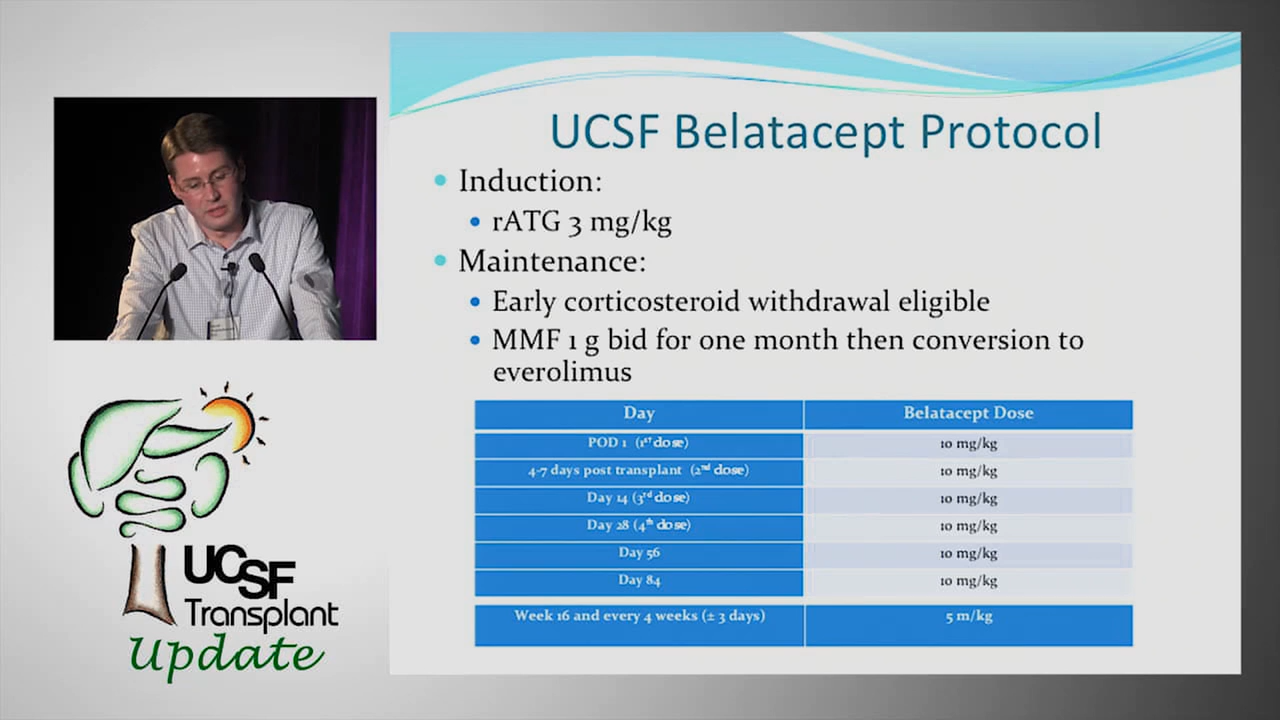 UCSF Belatacept Protocol
Induction:
rATG 3 mg/kg
Maintenance:
Early corticosteroid withdrawal eligible
MMF 1 g bid for one month then conversion to
everolimus
Day Belatacept Dose
POD 1 (1st dose) 10 mg/kg
4-7 days post transplant (2nd dose) 10 mg/kg
Day 14 (3rd dose) 10 mg/kg
Day 28 (4th dose) 10 mg/kg
Day 56 10 mg/kg
Day 84 10 mg/kg
Week 16 and every 4 weeks (± 3 days) 5 m/kg
UCSF
Transplant
Update